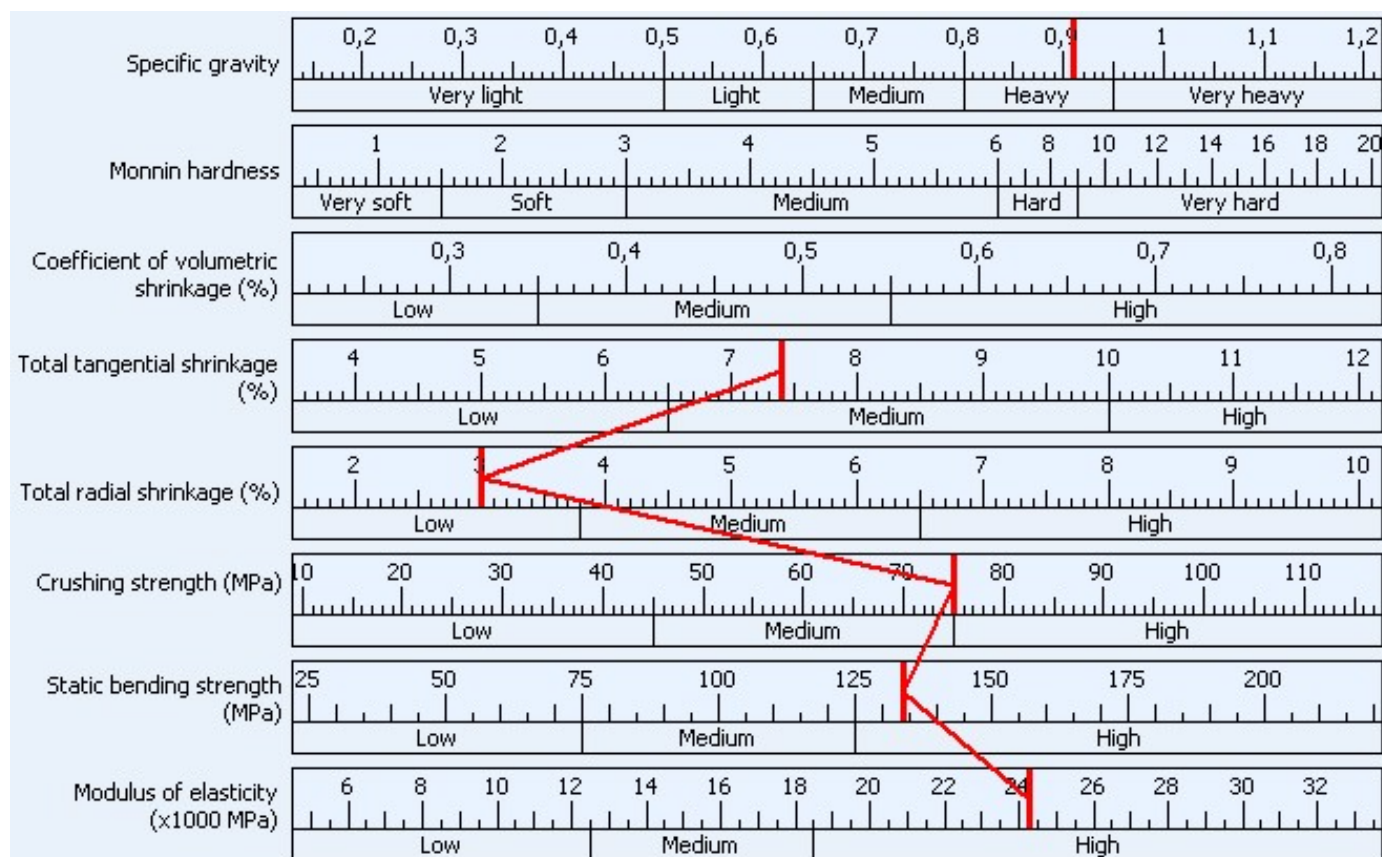 0,2 0,3 0,4 0,5 0,6 0,7 0,8 0,9 1 1,1 1,2
Specific gravity
Very light Light Medium Heavy Very heavy
1 2 3 4 5 6 8 10 12 14 16 18 20
Monnin hardness
Very soft Soft Medium Hard Very hard
0,3 0,4 0,5 0,6 0,7 0,8
Coefficient of volumetric
shrinkage (%)
Low Medium High
4 5 6 7 8 9 10 11 12
Total tangential shrinkage
(%)
Low Medium High
2 3 4 5 6 7 8 9 10
Total radial shrinkage (%)
Low Medium High
10 20 30 40 50 60 70 80 90 100 110
Crushing strength (MPa)
Low Medium High
25 50 75 100 125 150 175 200
Static bending strength
(MPa)
Low Medium High
6 8 10 12 14 16 18 20 22 24 26 28 30 32
Modulus of elasticity
(x1000 MPa)
Low Medium High